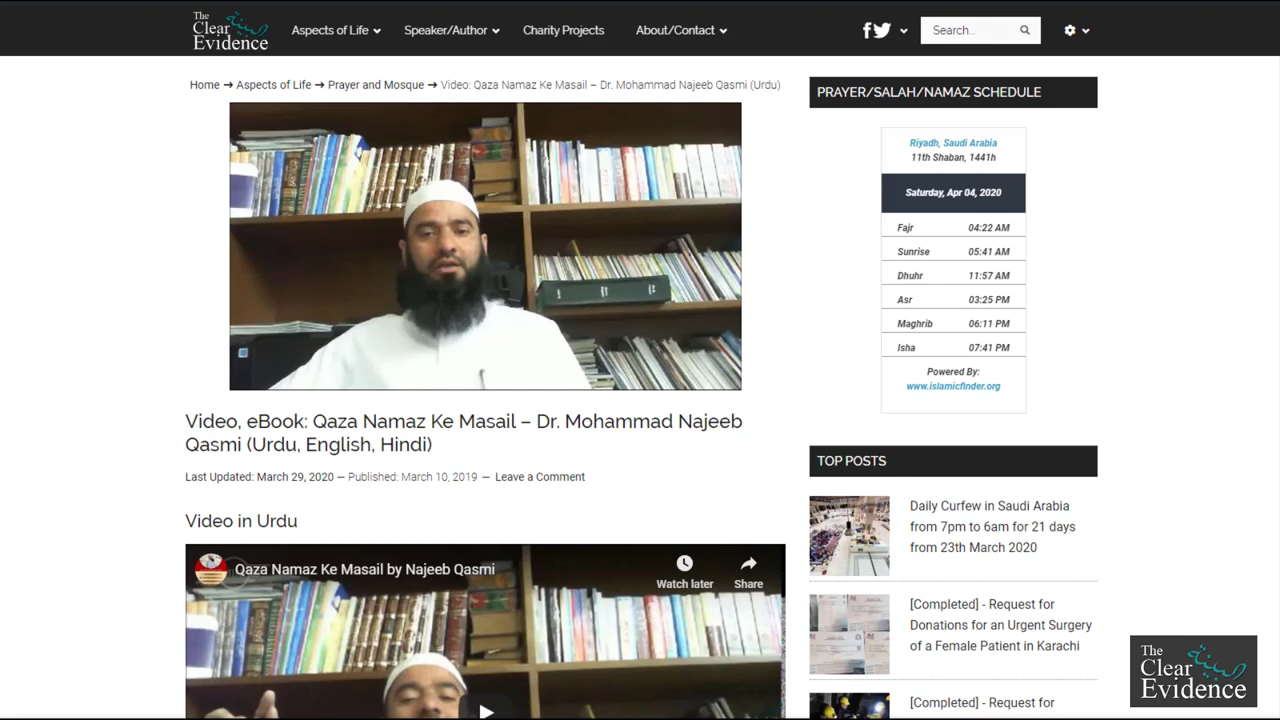 The
Clear
Evidence
Aspects of Life
Speaker/Author
Charity Projects
About/Contact
Search...
Home ➔ Aspects of Life ➔ Prayer and Mosque ➔ Video: Qaza Namaz Ke Masail – Dr. Mohammad Najeeb Qasmi (Urdu)
Video, eBook: Qaza Namaz Ke Masail – Dr. Mohammad Najeeb
Qasmi (Urdu, English, Hindi)
Last Updated: March 29, 2020 — Published: March 10, 2019 — Leave a Comment
Video in Urdu
Qaza Namaz Ke Masail by Najeeb Qasmi
Watch later
Share
PRAYER/SALAH/NAMAZ SCHEDULE
Riyadh, Saudi Arabia
11th Shaban, 1441h
Saturday, Apr 04, 2020
Fajr 04:22 AM
Sunrise 05:41 AM
Dhuhr 11:57 AM
Asr 03:25 PM
Maghrib 06:11 PM
Isha 07:41 PM
Powered By:
www.islamicfinder.org
TOP POSTS
Daily Curfew in Saudi Arabia
from 7pm to 6am for 21 days
from 23th March 2020
[Completed] - Request for
Donations for an Urgent Surgery
of a Female Patient in Karachi
[Completed] - Request for
The
Clear
Evidence